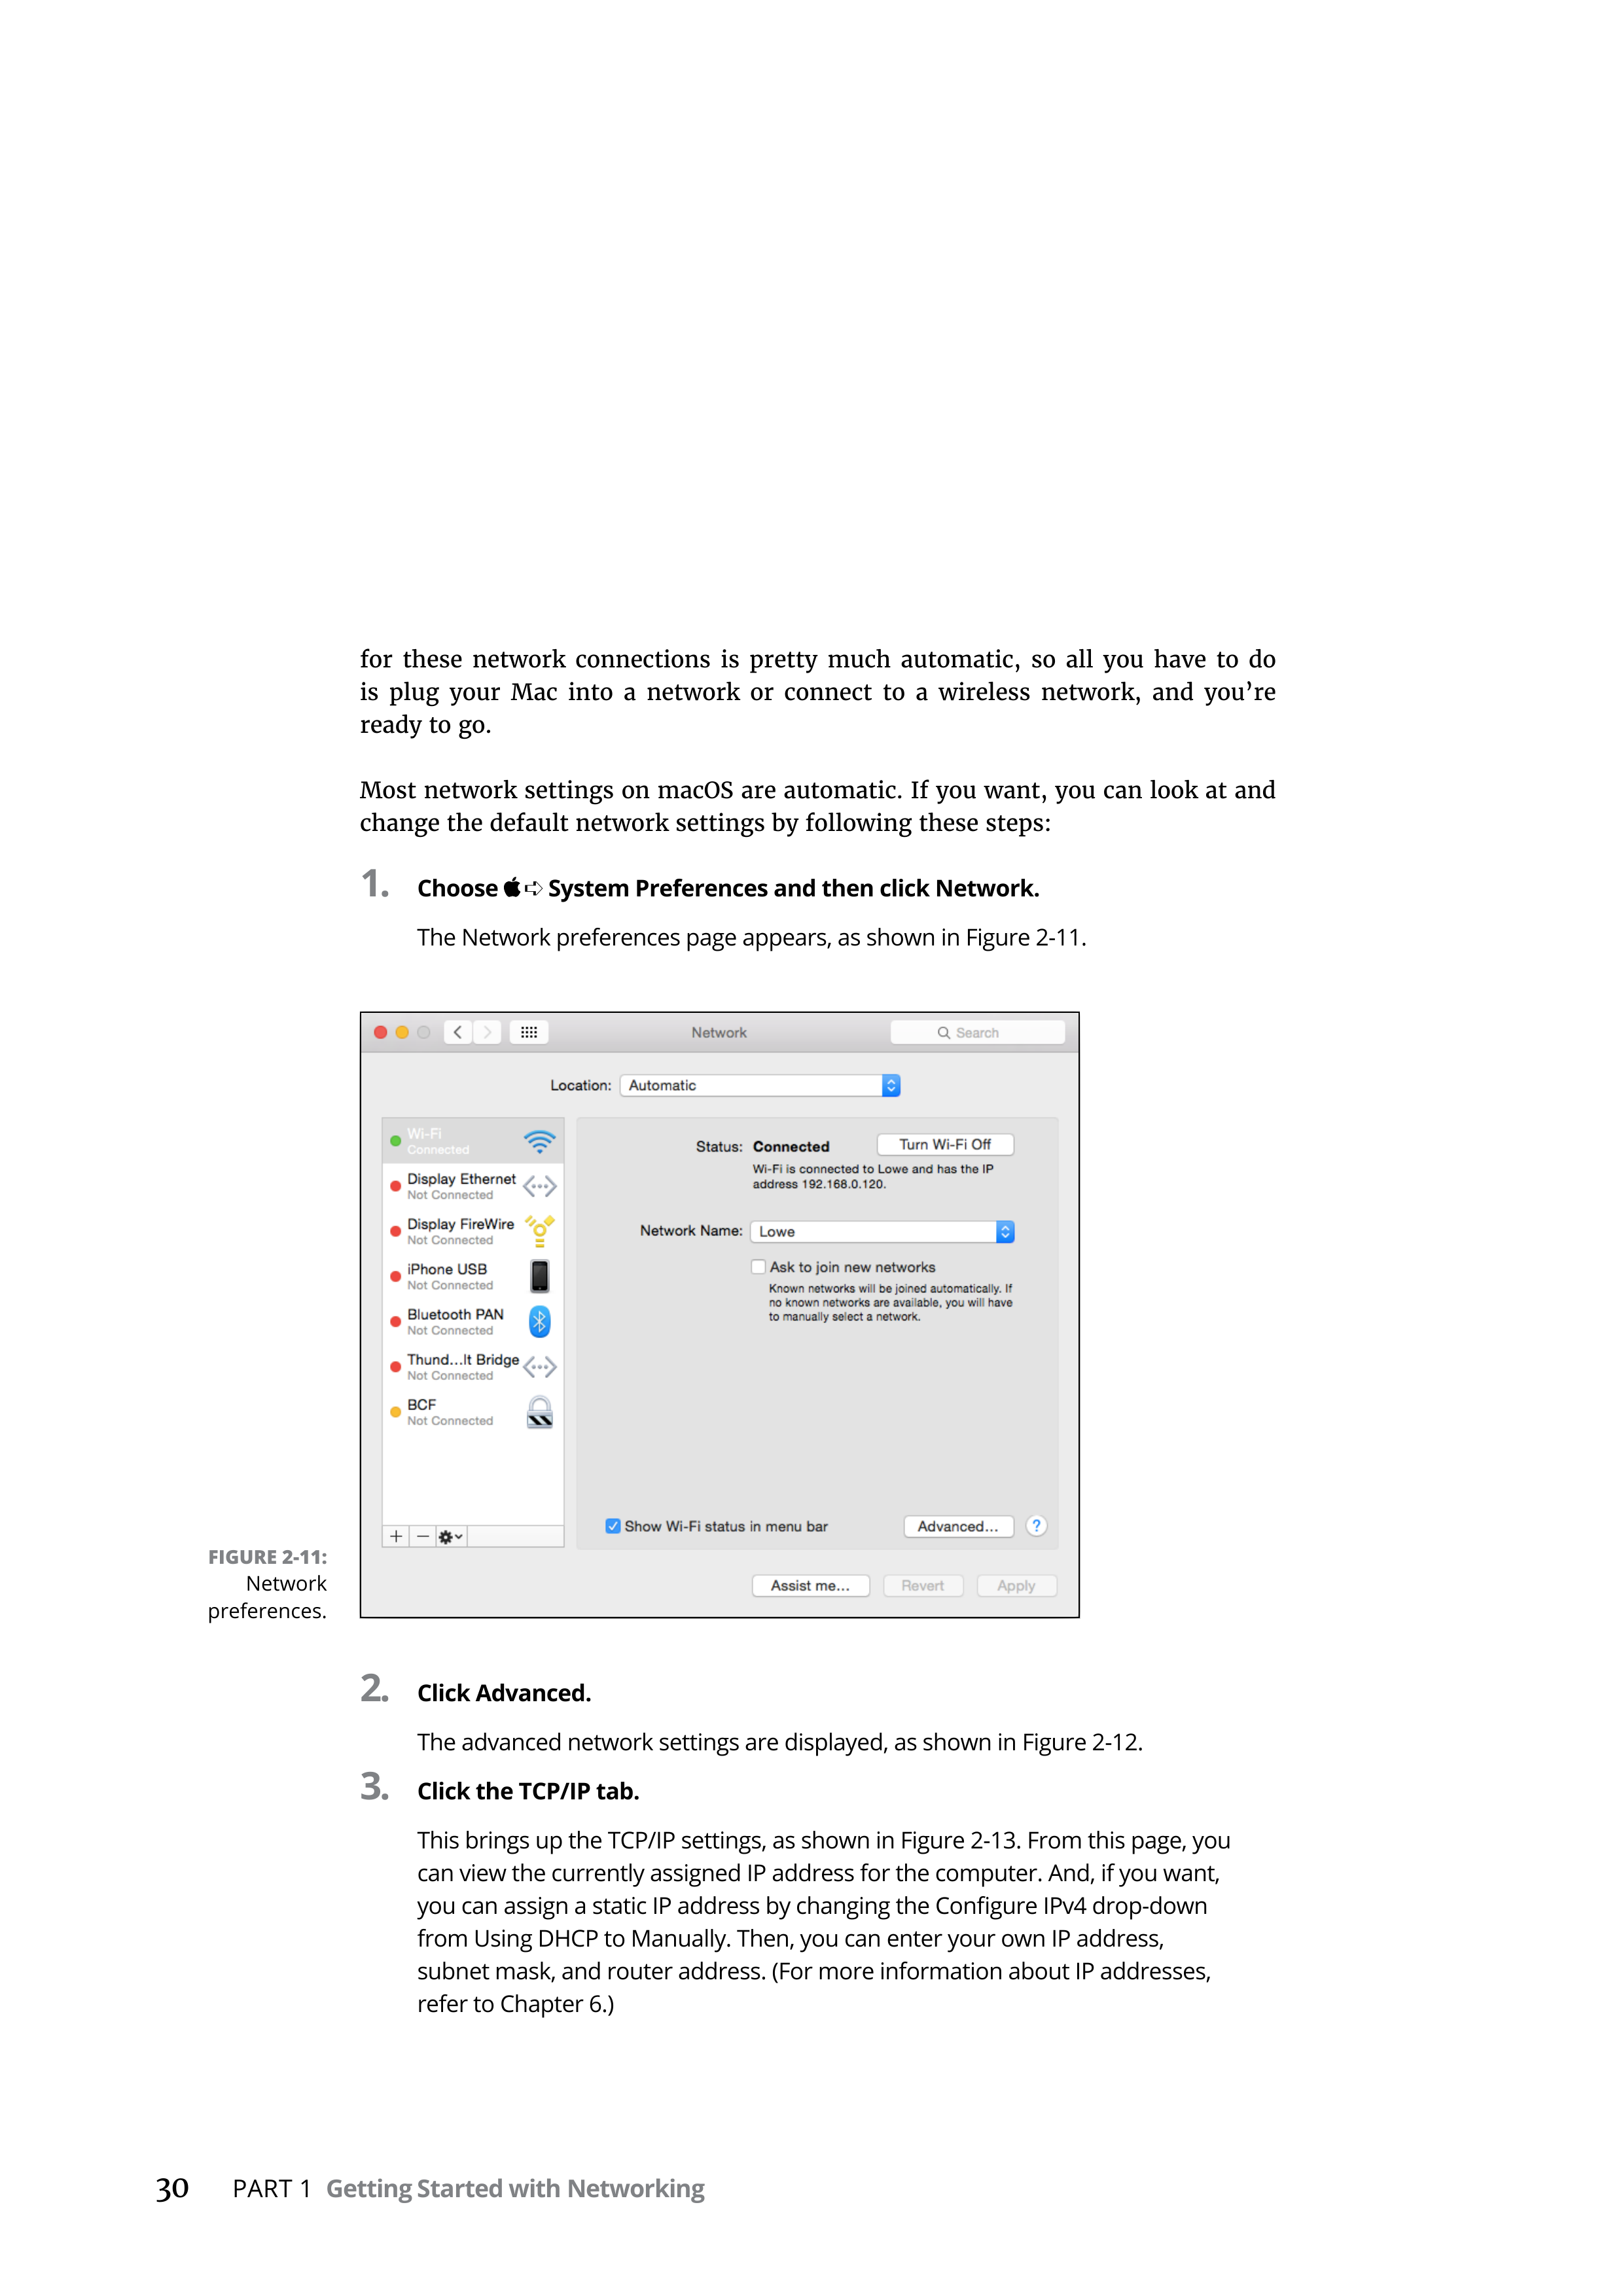 for these network connections is pretty much automatic, so all you have to do
is plug your Mac into a network or connect to a wireless network, and you’re
ready to go.
Most network settings on macOS are automatic. If you want, you can look at and
change the default network settings by following these steps:
1. Choose ➪ System Preferences and then click Network.
The Network preferences page appears, as shown in Figure 2-11.
Network
Search
Location: Automatic
Wi-Fi
Connected
Display Ethernet
Not Connected
Display FireWire
Not Connected
iPhone USB
Not Connected
Bluetooth PAN
Not Connected
Thund...lt Bridge
Not Connected
BCF
Not Connected
Status: Connected
Turn Wi-Fi Off
Wi-Fi is connected to Lowe and has the IP
address 192.168.0.120.
Network Name: Lowe
Ask to join new networks
Known networks will be joined automatically. If
no known networks are available, you will have
to manually select a network.
Show Wi-Fi status in menu bar
Advanced...
?
Assist me...
Revert
Apply
FIGURE 2-11:
Network
preferences.
2. Click Advanced.
The advanced network settings are displayed, as shown in Figure 2-12.
3. Click the TCP/IP tab.
This brings up the TCP/IP settings, as shown in Figure 2-13. From this page, you
can view the currently assigned IP address for the computer. And, if you want,
you can assign a static IP address by changing the Configure IPv4 drop-down
from Using DHCP to Manually. Then, you can enter your own IP address,
subnet mask, and router address. (For more information about IP addresses,
refer to Chapter 6.)
30 PART 1 Getting Started with Networking